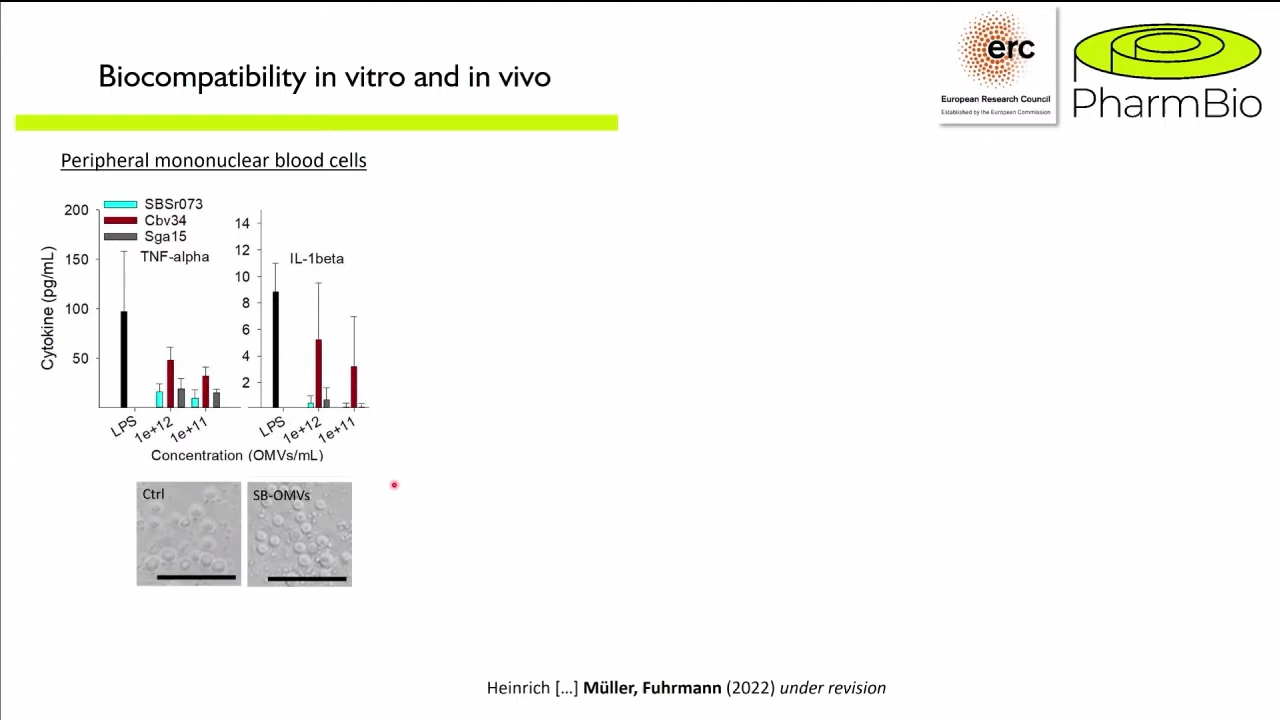 Biocompatibility in vitro and in vivo
erc
European Research Council
Established by the European Commission
PharmBio
Peripheral mononuclear blood cells
SBSr073
Cbv34
Sga15
TNF-alpha
IL-1beta
Cytokine (pg/mL)
200
150
100
50
14
12
10
8
6
4
2
LPS
1e+12
1e+11
LPS
1e+12
1e+11
Concentration (OMVs/mL)
Ctrl
SB-OMVs
Heinrich [...] Müller, Fuhrmann (2022) under revision